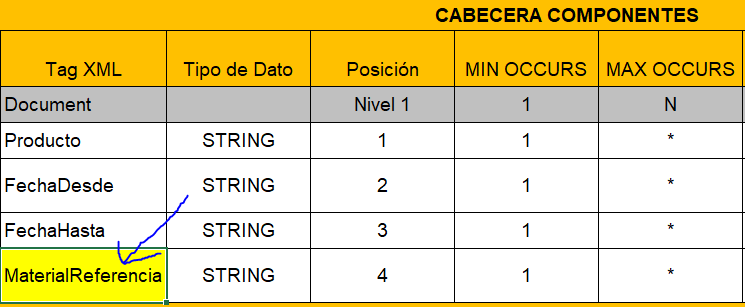 CABECERA COMPONENTES
Tag XML Tipo de Dato Posición MIN OCCURS MAX OCCURS
Document Nivel 1 1 N
Producto STRING 1 1 *
FechaDesde STRING 2 1 *
FechaHasta STRING 3 1 *
MaterialReferencia STRING 4 1 *